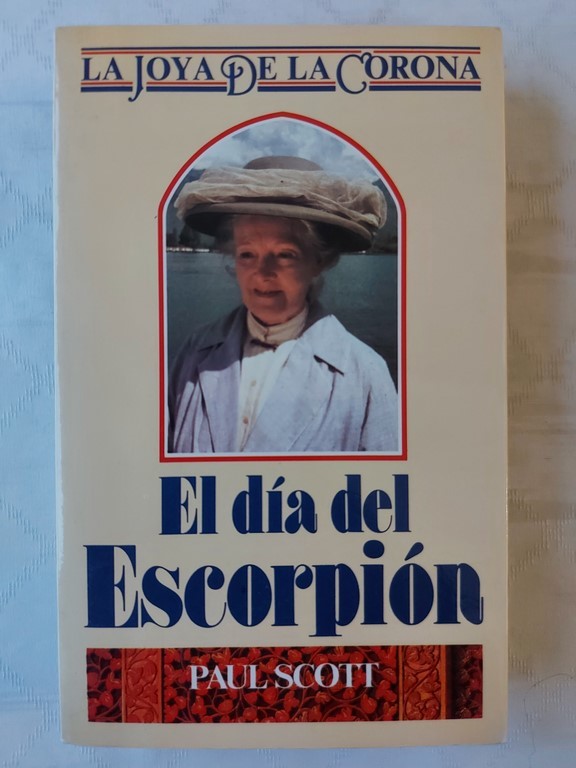 LA JOYA DE LA CORONA
El día del
Escorpión
PAUL SCOTT